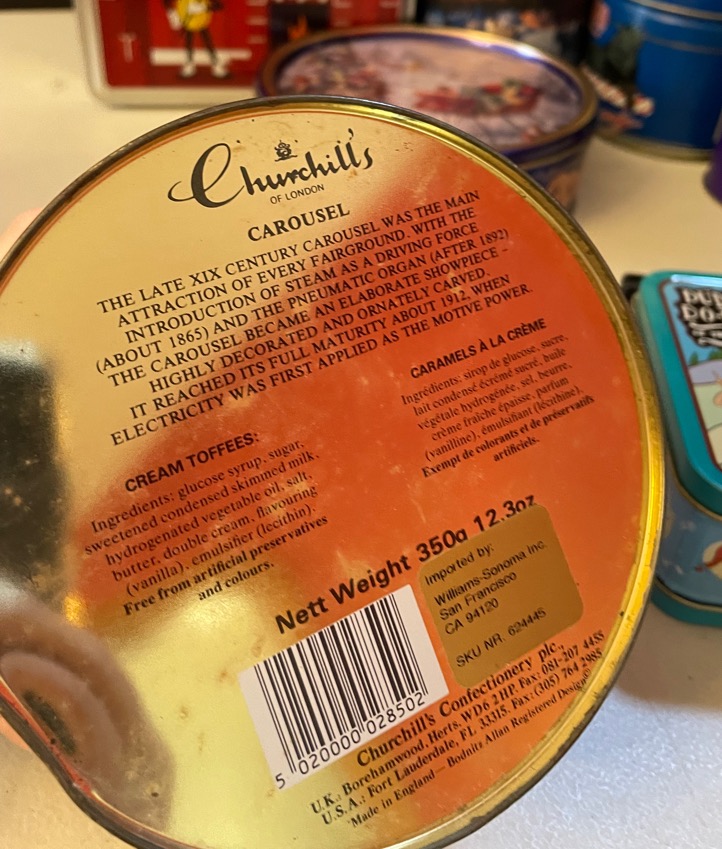 Churchill's
OF LONDON
CAROUSEL
THE LATE XIX CENTURY CAROUSEL WAS THE MAIN
ATTRACTION OF EVERY FAIRGROUND. WITH THE
INTRODUCTION OF STEAM AS A DRIVING FORCE
(ABOUT 1865) AND THE PNEUMATIC ORGAN (AFTER 1892)
THE CAROUSEL BECAME AN ELABORATE SHOWPIECE –
HIGHLY DECORATED AND ORNATELY CARVED.
IT REACHED ITS FULL MATURITY ABOUT 1912, WHEN
ELECTRICITY WAS FIRST APPLIED AS THE MOTIVE POWER.
CREAM TOFFEES:
Ingredients: glucose syrup, sugar,
sweetened condensed skimmed milk,
hydrogenated vegetable oil, salt,
butter, double cream, flavouring
(vanilla), emulsifier (lecithin).
Free from artificial preservatives
and colours.
CARAMELS À LA CRÈME
Ingrédients: sirop de glucose, sucre,
lait condensé écrémé sucré, huile
végétale hydrogénée, sel, beurre,
crème fraîche épaisse, parfum
(vanilline), émulsifiant (lécithine),
Exempt de colorants et de préservatifs
artificiels.
Nett Weight 350g 12.3oz
Imported by:
Williams-Sonoma Inc.
San Francisco
CA 94120
SKU NR. 624445
5 020000 028502
Churchill's Confectionery plc.,
U.K.: Borehamwood, Herts, WD6 2HP. Fax: 081-207 4455
U.S.A.: Fort Lauderdale, FL 33315. Fax: (305) 764 2985
Made in England — Bodnits Allan Registered Design